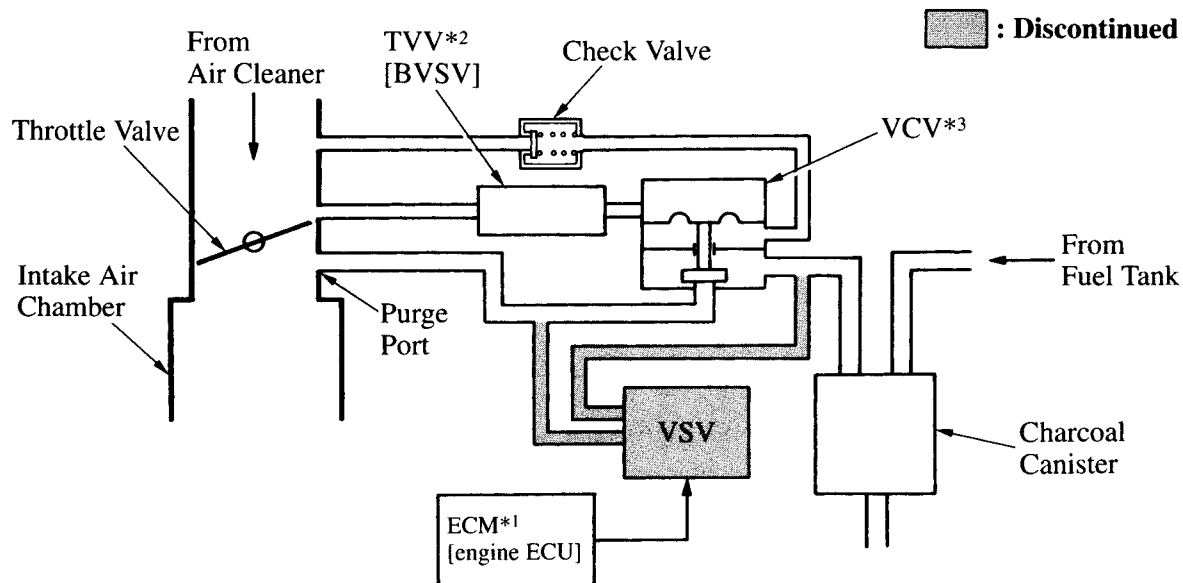 From
Air Cleaner
TVV*2
[BVSV]
Check Valve
: Discontinued
Throttle Valve
VCV*3
Intake Air
Chamber
Purge
Port
From
Fuel Tank
VSV
Charcoal
Canister
ECM*1
[engine ECU]